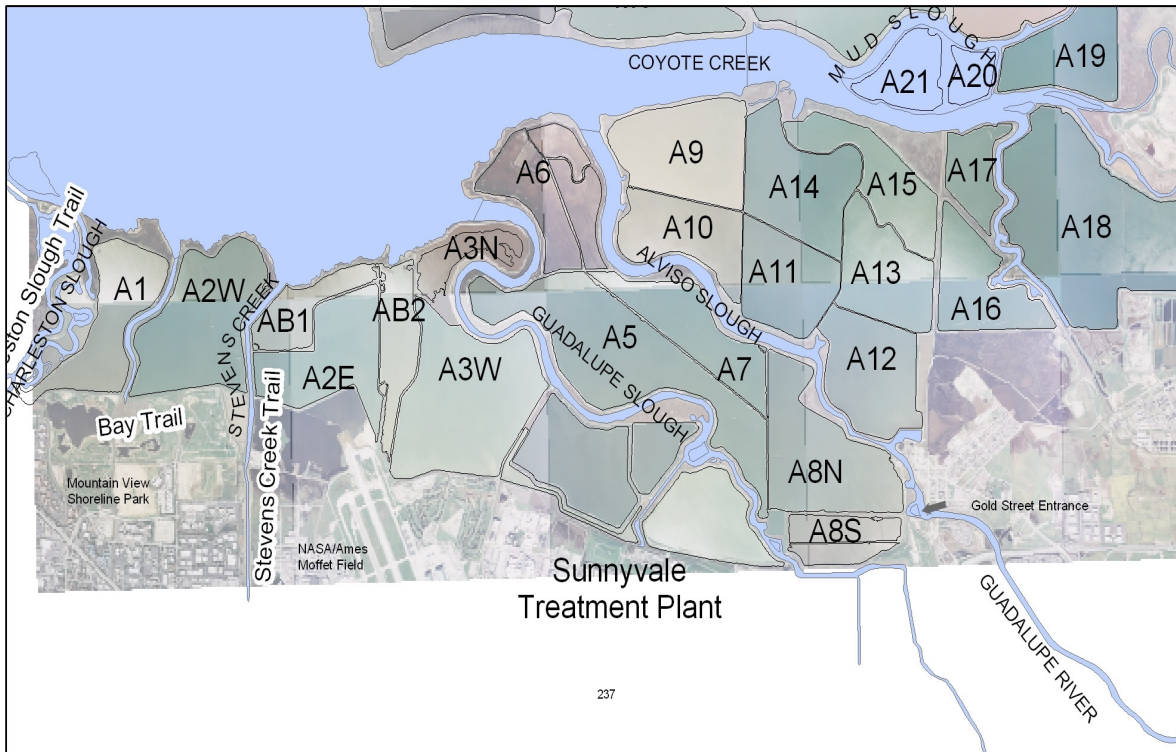 COYOTE CREEK
MUD SLOUGH
A21
A20
A19
A9
A6
A14
A15
A17
A18
A10
A3N
A11
A13
A16
ALVISO SLOUGH
CHARLESTON SLOUGH
A1
A2W
STEVENS CREEK
AB1
AB2
GUADALUPE SLOUGH
A5
A7
A12
A2E
A3W
Bay Trail
Stevens Creek Trail
eston Slough Trail
Mountain View
Shoreline Park
A8N
Gold Street Entrance
A8S
NASA/Ames
Moffet Field
Sunnyvale
Treatment Plant
GUADALUPE RIVER
237